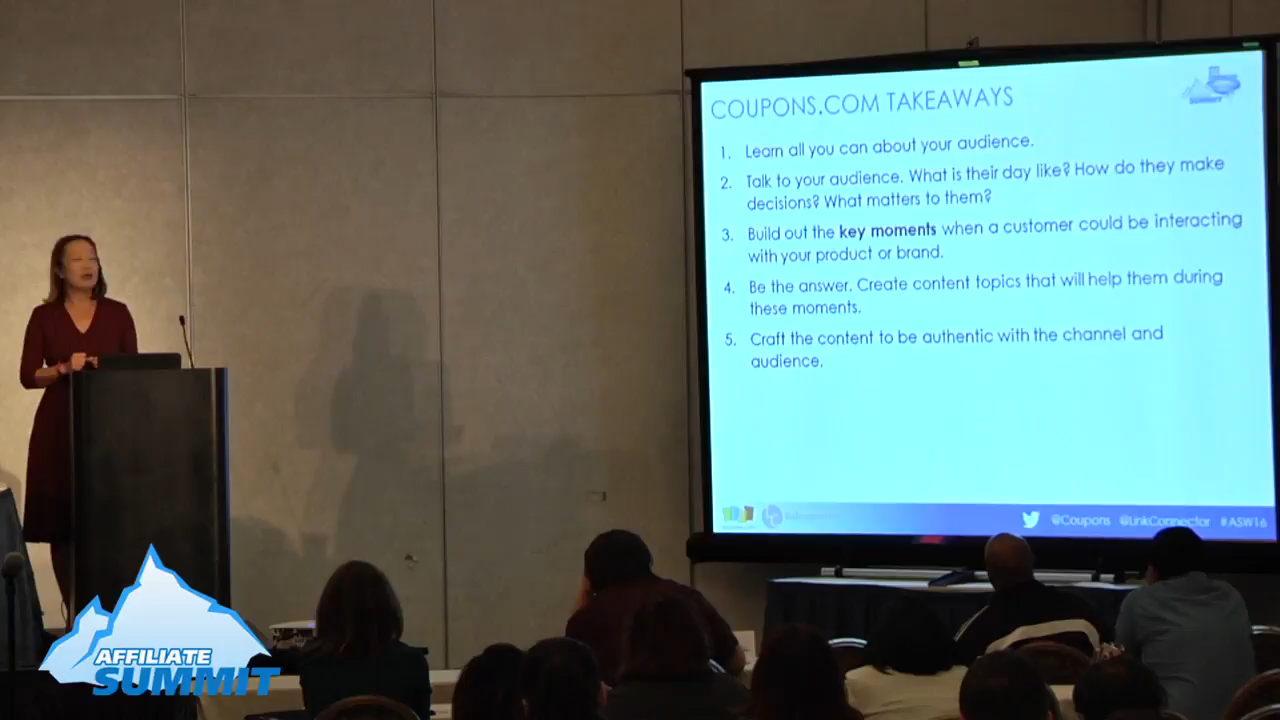 COUPONS.COM TAKEAWAYS
SUMMIT
1. Learn all you can about your audience.
2. Talk to your audience. What is their day like? How do they make
decisions? What matters to them?
3. Build out the key moments when a customer could be interacting
with your product or brand.
4. Be the answer. Create content topics that will help them during
these moments.
5. Craft the content to be authentic with the channel and
audience.
@Coupons @LinkConnector #ASW16
AFFILIATE
SUMMIT